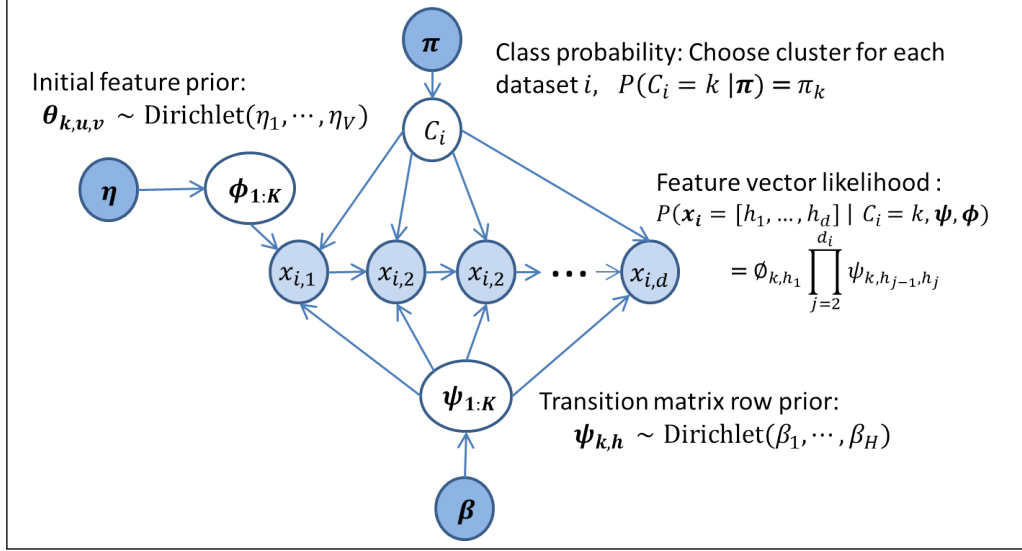 π
Class probability: Choose cluster for each
dataset i, P(C_i = k |π) = π_k
Initial feature prior:
θ_{k,u,v} ~ Dirichlet(η_1, ⋯, η_V)
C_i
η
ϕ_{1:K}
Feature vector likelihood :
P(x_i = [h_1, …, h_d] | C_i = k, ψ, ϕ)
= ∅_{k,h_1} ∏_{j=2}^{d_i} ψ_{k,h_{j−1},h_j}
x_{i,1}
x_{i,2}
x_{i,2}
•••
x_{i,d}
ψ_{1:K}
Transition matrix row prior:
ψ_{k,h} ~ Dirichlet(β_1, ⋯, β_H)
β